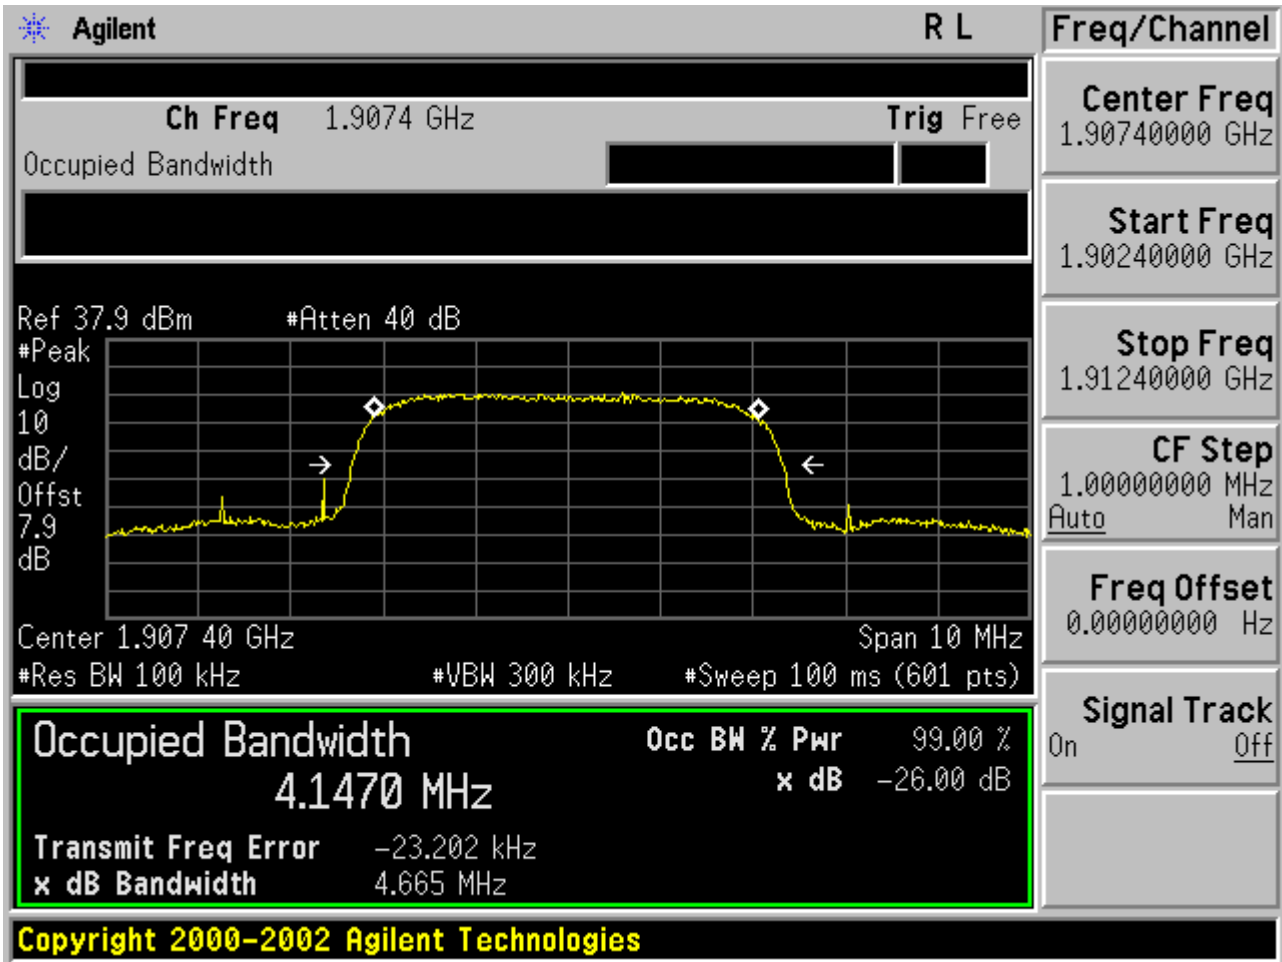 Agilent R L Freq/Channel
Ch Freq 1.9074 GHz Trig Free
Occupied Bandwidth
Center Freq
1.90740000 GHz
Start Freq
1.90240000 GHz
Stop Freq
1.91240000 GHz
CF Step
1.00000000 MHz
Auto Man
Freq Offset
0.00000000 Hz
Signal Track
On Off
Ref 37.9 dBm #Atten 40 dB
#Peak
Log
10
dB/
Offst
7.9
dB
Center 1.907 40 GHz Span 10 MHz
#Res BW 100 kHz #VBW 300 kHz #Sweep 100 ms (601 pts)
Occupied Bandwidth Occ BW % Pwr 99.00 %
4.1470 MHz x dB -26.00 dB
Transmit Freq Error -23.202 kHz
x dB Bandwidth 4.665 MHz
Copyright 2000-2002 Agilent Technologies